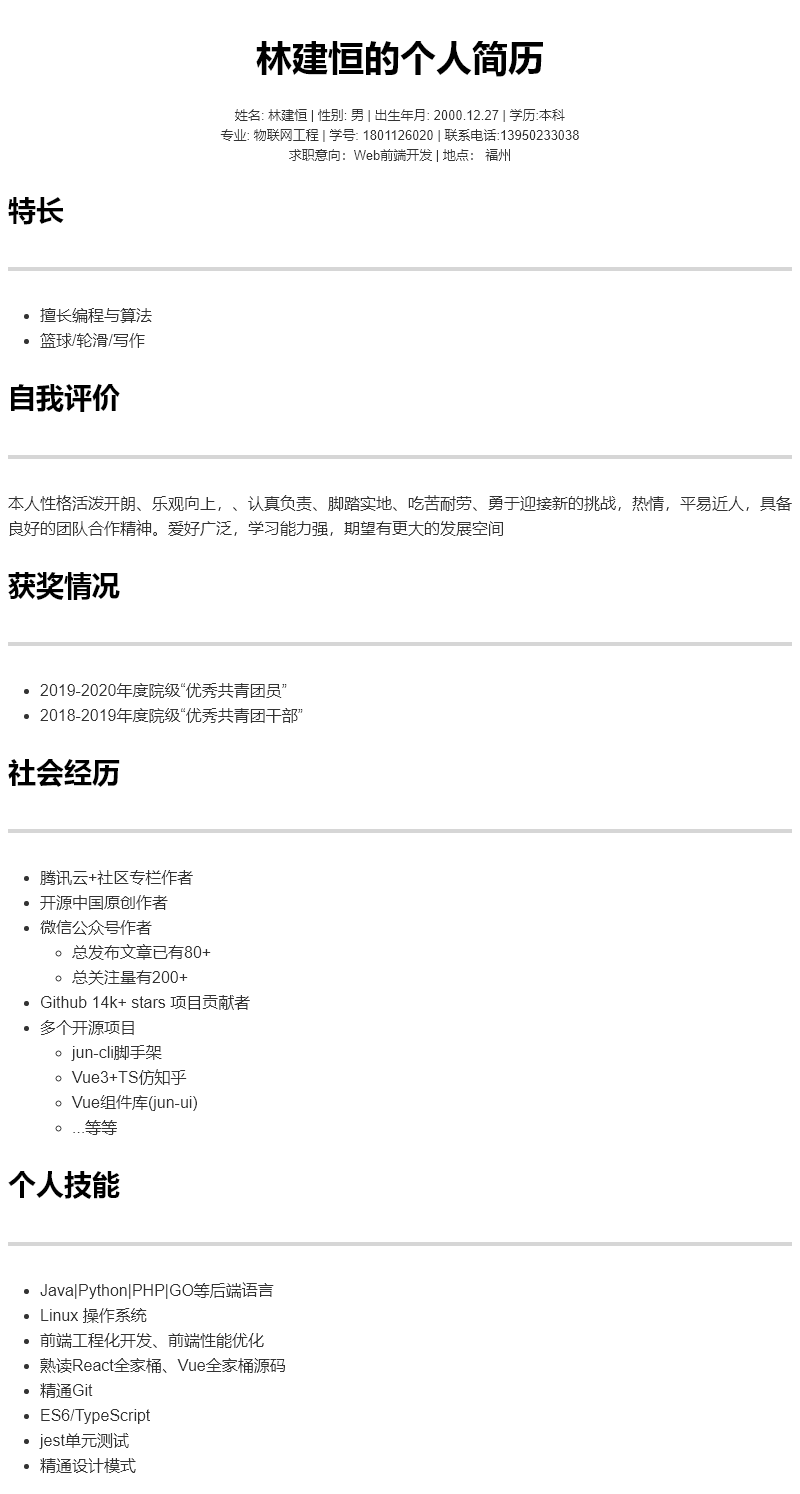 林建恒的个人简历
姓名: 林建恒 | 性别: 男 | 出生年月: 2000.12.27 | 学历:本科
专业: 物联网工程 | 学号: 1801126020 | 联系电话:13950233038
求职意向：Web前端开发 | 地点： 福州
特长
擅长编程与算法
篮球/轮滑/写作
自我评价
本人性格活泼开朗、乐观向上，、认真负责、脚踏实地、吃苦耐劳、勇于迎接新的挑战，热情，平易近人，具备
良好的团队合作精神。爱好广泛，学习能力强，期望有更大的发展空间
获奖情况
2019-2020年度院级“优秀共青团员”
2018-2019年度院级“优秀共青团干部”
社会经历
腾讯云+社区专栏作者
开源中国原创作者
微信公众号作者
总发布文章已有80+
总关注量有200+
Github 14k+ stars 项目贡献者
多个开源项目
jun-cli脚手架
Vue3+TS仿知乎
Vue组件库(jun-ui)
...等等
个人技能
Java|Python|PHP|GO等后端语言
Linux 操作系统
前端工程化开发、前端性能优化
熟读React全家桶、Vue全家桶源码
精通Git
ES6/TypeScript
jest单元测试
精通设计模式